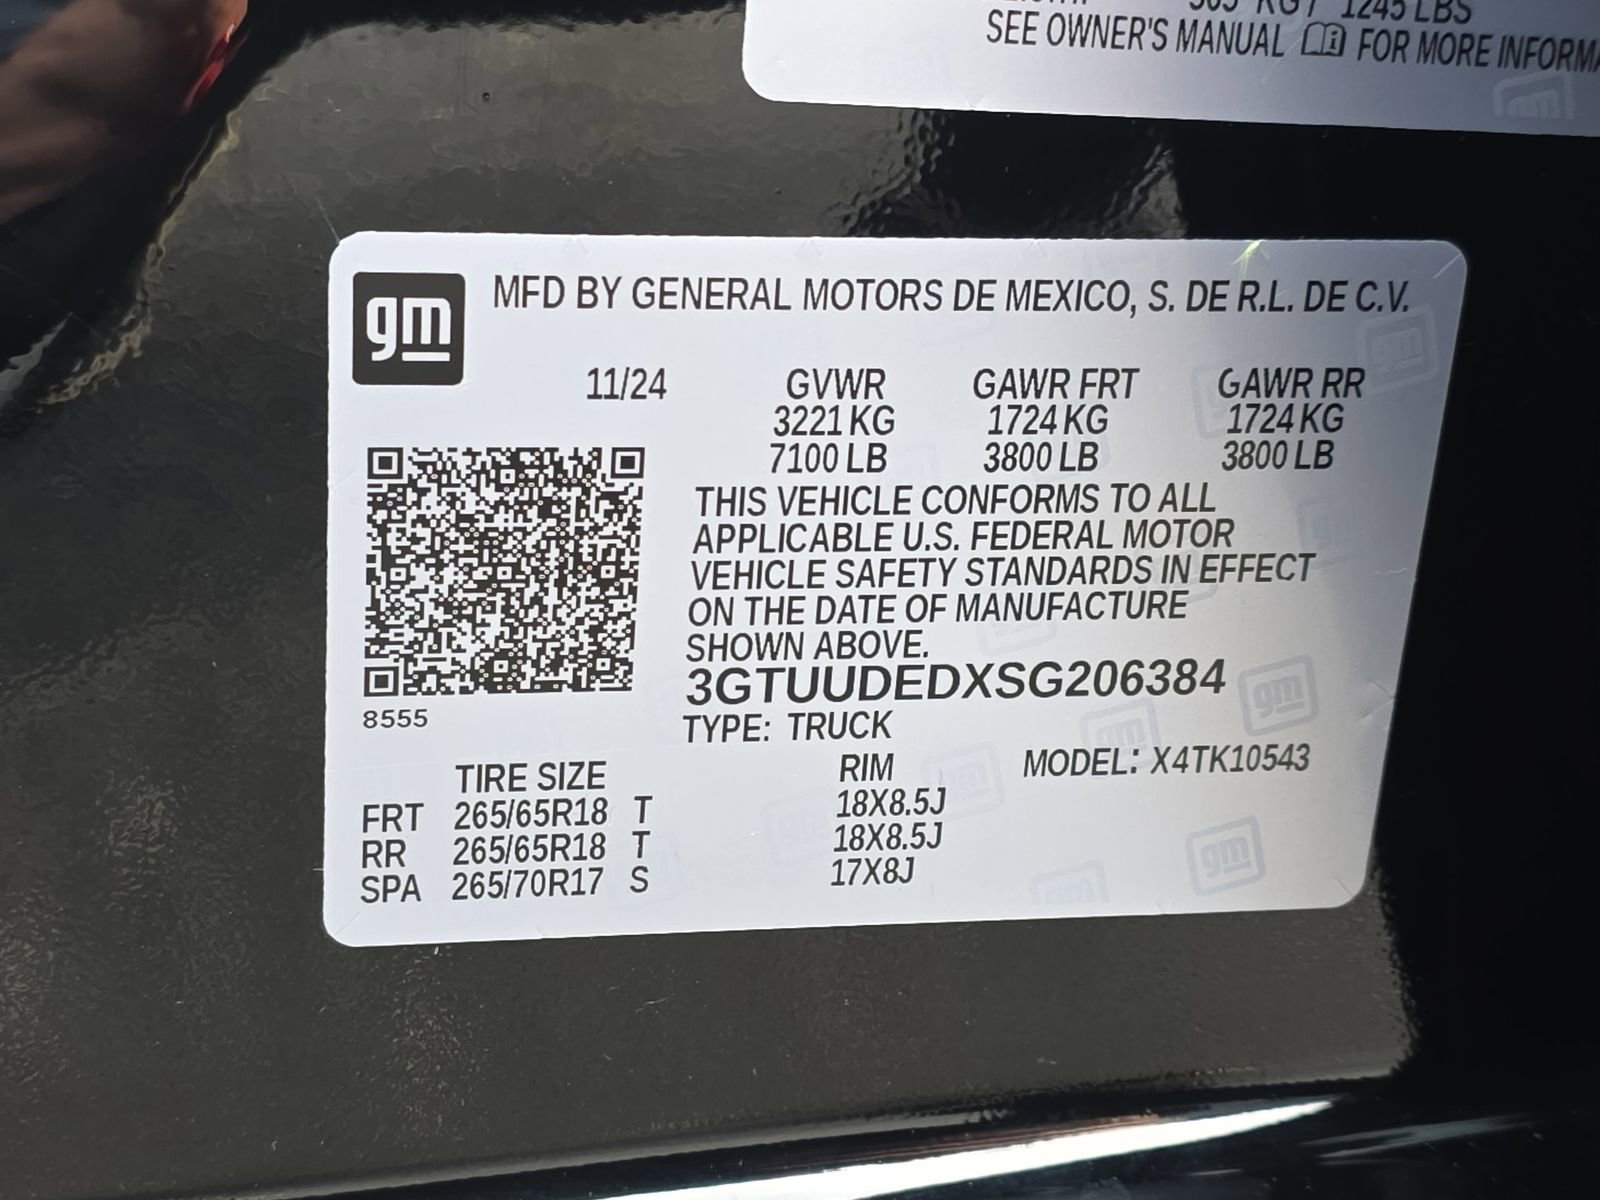 1245 LBS
SEE OWNER'S MANUAL FOR MORE
gm
MFD BY GENERAL MOTORS DE MEXICO, S. DE R.L. DE C.V.
11/24 GVWR GAWR FRT GAWR RR
3221 KG 1724 KG 1724 KG
7100 LB 3800 LB 3800 LB
THIS VEHICLE CONFORMS TO ALL
APPLICABLE U.S. FEDERAL MOTOR
VEHICLE SAFETY STANDARDS IN EFFECT
ON THE DATE OF MANUFACTURE
SHOWN ABOVE.
3GTUUDEDXSG206384
8555
TYPE: TRUCK
TIRE SIZE RIM MODEL: X4TK10543
FRT 265/65R18 T 18X8.5J
RR 265/65R18 T 18X8.5J
SPA 265/70R17 S 17X8J